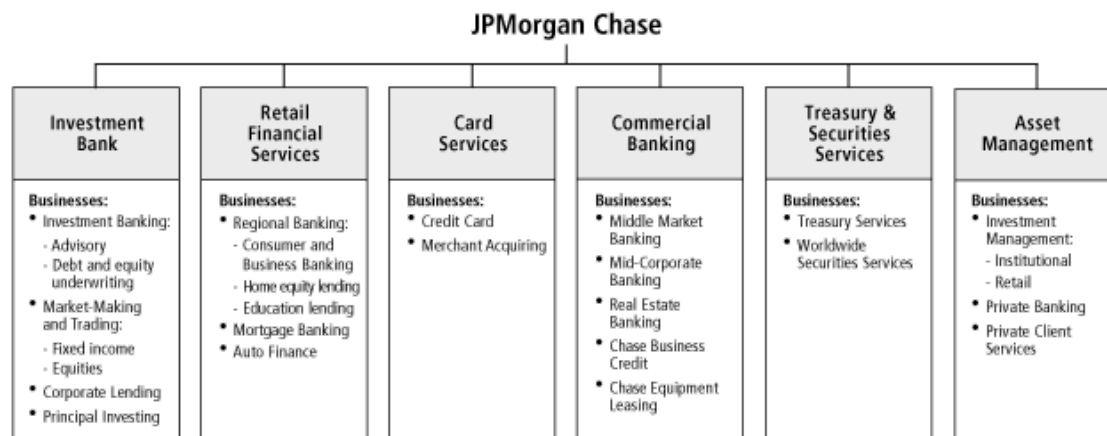 JPMorgan Chase
Investment
Bank
Businesses:
• Investment Banking:
- Advisory
- Debt and equity
underwriting
• Market-Making
and Trading:
- Fixed income
- Equities
• Corporate Lending
• Principal Investing
Retail
Financial
Services
Businesses:
• Regional Banking:
- Consumer and
Business Banking
- Home equity lending
- Education lending
• Mortgage Banking
• Auto Finance
Card
Services
Businesses:
• Credit Card
• Merchant Acquiring
Commercial
Banking
Businesses:
• Middle Market
Banking
• Mid-Corporate
Banking
• Real Estate
Banking
• Chase Business
Credit
• Chase Equipment
Leasing
Treasury &
Securities
Services
Businesses:
• Treasury Services
• Worldwide
Securities Services
Asset
Management
Businesses:
• Investment
Management:
- Institutional
- Retail
• Private Banking
• Private Client
Services